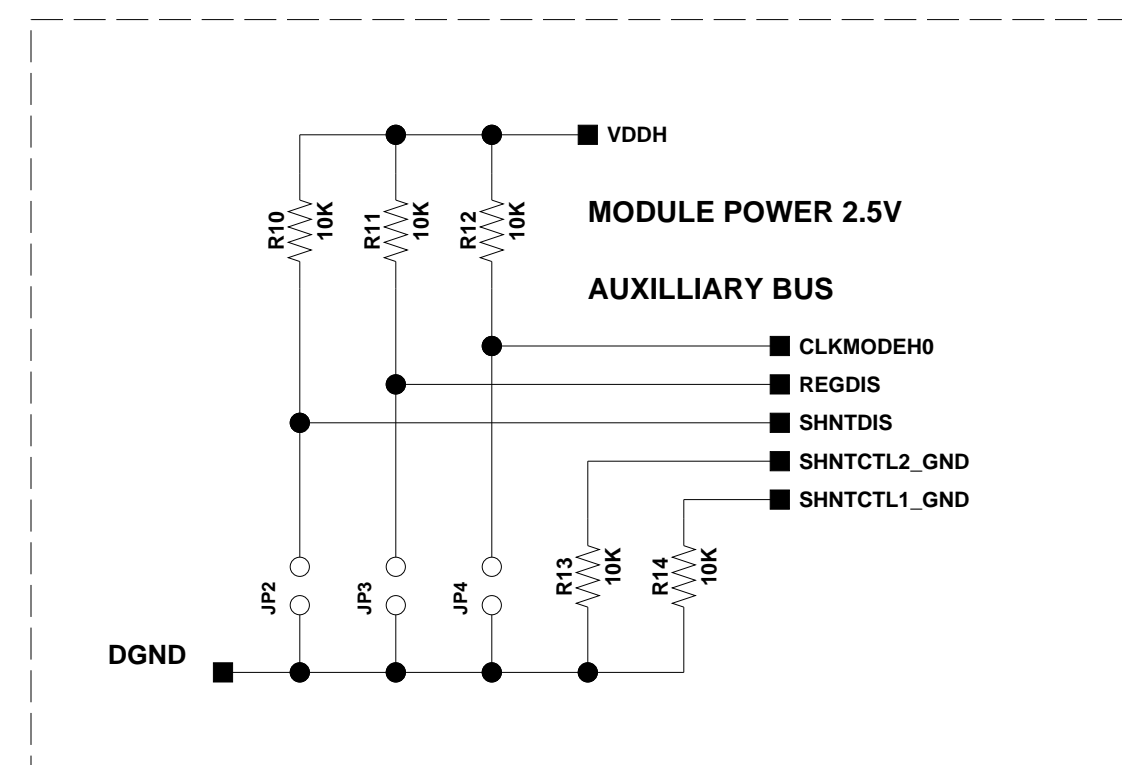 VDDH
R10
10K
R11
10K
R12
10K
MODULE POWER 2.5V
AUXILLIARY BUS
CLKMODEH0
REGDIS
SHNTDIS
SHNTCTL2_GND
SHNTCTL1_GND
JP2
JP3
JP4
R13
10K
R14
10K
DGND